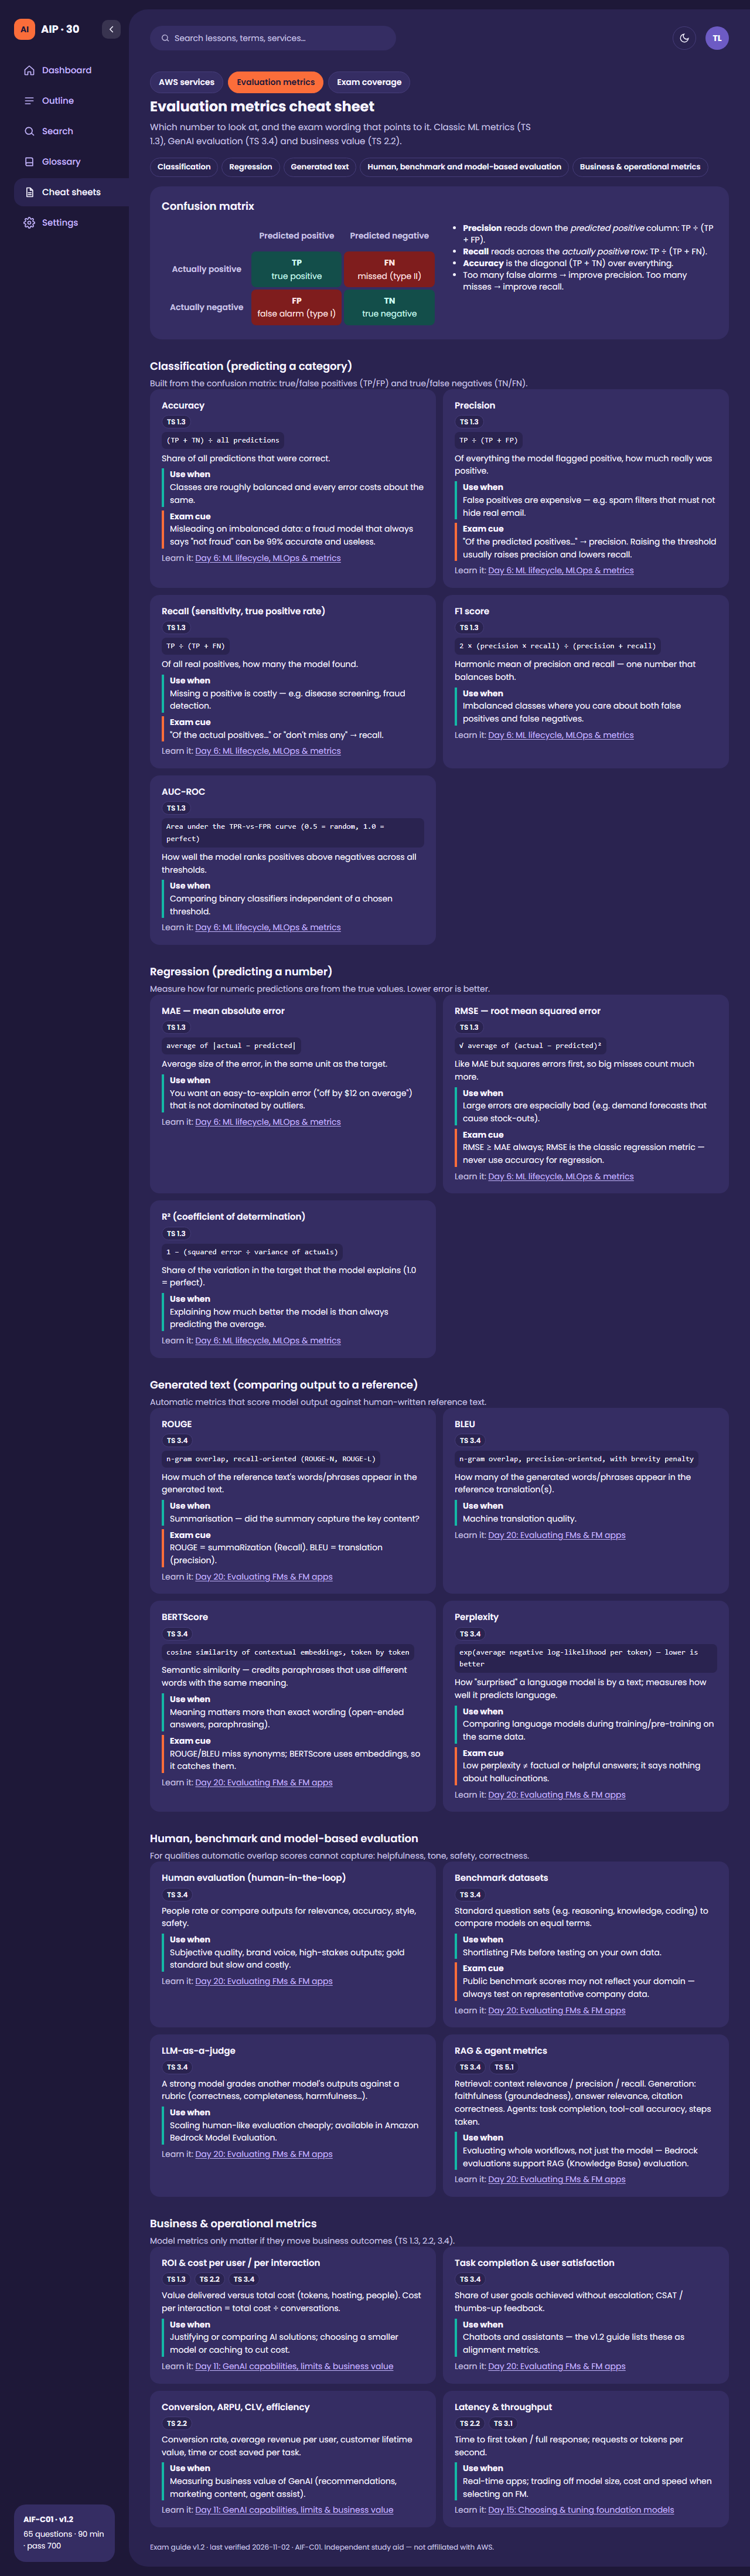 AI AIP · 30
Dashboard
Outline
Search
Glossary
Cheat sheets
Settings
AIF-C01 · v1.2
65 questions · 90 min
· pass 700
Search lessons, terms, services…
TL
AWS services
Evaluation metrics
Exam coverage
Evaluation metrics cheat sheet
Which number to look at, and the exam wording that points to it. Classic ML metrics (TS
1.3), GenAI evaluation (TS 3.4) and business value (TS 2.2).
Classification
Regression
Generated text
Human, benchmark and model-based evaluation
Business & operational metrics
Confusion matrix
Predicted positive Predicted negative
Actually positive
TP
true positive
FN
missed (type II)
Actually negative
FP
false alarm (type I)
TN
true negative
• Precision reads down the predicted positive column: TP ÷ (TP
+ FP).
• Recall reads across the actually positive row: TP ÷ (TP + FN).
• Accuracy is the diagonal (TP + TN) over everything.
• Too many false alarms → improve precision. Too many
misses → improve recall.
Classification (predicting a category)
Built from the confusion matrix: true/false positives (TP/FP) and true/false negatives (TN/FN).
Accuracy
TS 1.3
(TP + TN) ÷ all predictions
Share of all predictions that were correct.
Use when
Classes are roughly balanced and every error costs about the
same.
Exam cue
Misleading on imbalanced data: a fraud model that always
says "not fraud" can be 99% accurate and useless.
Learn it: Day 6: ML lifecycle, MLOps & metrics
Precision
TS 1.3
TP ÷ (TP + FP)
Of everything the model flagged positive, how much really was
positive.
Use when
False positives are expensive — e.g. spam filters that must not
hide real email.
Exam cue
"Of the predicted positives…" → precision. Raising the threshold
usually raises precision and lowers recall.
Learn it: Day 6: ML lifecycle, MLOps & metrics
Recall (sensitivity, true positive rate)
TS 1.3
TP ÷ (TP + FN)
Of all real positives, how many the model found.
Use when
Missing a positive is costly — e.g. disease screening, fraud
detection.
Exam cue
"Of the actual positives…" or "don't miss any" → recall.
Learn it: Day 6: ML lifecycle, MLOps & metrics
F1 score
TS 1.3
2 × (precision × recall) ÷ (precision + recall)
Harmonic mean of precision and recall — one number that
balances both.
Use when
Imbalanced classes where you care about both false
positives and false negatives.
Learn it: Day 6: ML lifecycle, MLOps & metrics
AUC-ROC
TS 1.3
Area under the TPR-vs-FPR curve (0.5 = random, 1.0 =
perfect)
How well the model ranks positives above negatives across all
thresholds.
Use when
Comparing binary classifiers independent of a chosen
threshold.
Learn it: Day 6: ML lifecycle, MLOps & metrics
Regression (predicting a number)
Measure how far numeric predictions are from the true values. Lower error is better.
MAE — mean absolute error
TS 1.3
average of |actual − predicted|
Average size of the error, in the same unit as the target.
Use when
You want an easy-to-explain error ("off by $12 on average")
that is not dominated by outliers.
Learn it: Day 6: ML lifecycle, MLOps & metrics
RMSE — root mean squared error
TS 1.3
√ average of (actual − predicted)²
Like MAE but squares errors first, so big misses count much
more.
Use when
Large errors are especially bad (e.g. demand forecasts that
cause stock-outs).
Exam cue
RMSE ≥ MAE always; RMSE is the classic regression metric —
never use accuracy for regression.
Learn it: Day 6: ML lifecycle, MLOps & metrics
R² (coefficient of determination)
TS 1.3
1 − (squared error ÷ variance of actuals)
Share of the variation in the target that the model explains (1.0
= perfect).
Use when
Explaining how much better the model is than always
predicting the average.
Learn it: Day 6: ML lifecycle, MLOps & metrics
Generated text (comparing output to a reference)
Automatic metrics that score model output against human-written reference text.
ROUGE
TS 3.4
n-gram overlap, recall-oriented (ROUGE-N, ROUGE-L)
How much of the reference text's words/phrases appear in the
generated text.
Use when
Summarisation — did the summary capture the key content?
Exam cue
ROUGE = summaRization (Recall). BLEU = translation
(precision).
Learn it: Day 20: Evaluating FMs & FM apps
BLEU
TS 3.4
n-gram overlap, precision-oriented, with brevity penalty
How many of the generated words/phrases appear in the
reference translation(s).
Use when
Machine translation quality.
Learn it: Day 20: Evaluating FMs & FM apps
BERTScore
TS 3.4
cosine similarity of contextual embeddings, token by token
Semantic similarity — credits paraphrases that use different
words with the same meaning.
Use when
Meaning matters more than exact wording (open-ended
answers, paraphrasing).
Exam cue
ROUGE/BLEU miss synonyms; BERTScore uses embeddings, so
it catches them.
Learn it: Day 20: Evaluating FMs & FM apps
Perplexity
TS 3.4
exp(average negative log-likelihood per token) — lower is
better
How "surprised" a language model is by a text; measures how
well it predicts language.
Use when
Comparing language models during training/pre-training on
the same data.
Exam cue
Low perplexity ≠ factual or helpful answers; it says nothing
about hallucinations.
Learn it: Day 20: Evaluating FMs & FM apps
Human, benchmark and model-based evaluation
For qualities automatic overlap scores cannot capture: helpfulness, tone, safety, correctness.
Human evaluation (human-in-the-loop)
TS 3.4
People rate or compare outputs for relevance, accuracy, style,
safety.
Use when
Subjective quality, brand voice, high-stakes outputs; gold
standard but slow and costly.
Learn it: Day 20: Evaluating FMs & FM apps
Benchmark datasets
TS 3.4
Standard question sets (e.g. reasoning, knowledge, coding) to
compare models on equal terms.
Use when
Shortlisting FMs before testing on your own data.
Exam cue
Public benchmark scores may not reflect your domain —
always test on representative company data.
Learn it: Day 20: Evaluating FMs & FM apps
LLM-as-a-judge
TS 3.4
A strong model grades another model's outputs against a
rubric (correctness, completeness, harmfulness…).
Use when
Scaling human-like evaluation cheaply; available in Amazon
Bedrock Model Evaluation.
Learn it: Day 20: Evaluating FMs & FM apps
RAG & agent metrics
TS 3.4 TS 5.1
Retrieval: context relevance / precision / recall. Generation:
faithfulness (groundedness), answer relevance, citation
correctness. Agents: task completion, tool-call accuracy, steps
taken.
Use when
Evaluating whole workflows, not just the model — Bedrock
evaluations support RAG (Knowledge Base) evaluation.
Learn it: Day 20: Evaluating FMs & FM apps
Business & operational metrics
Model metrics only matter if they move business outcomes (TS 1.3, 2.2, 3.4).
ROI & cost per user / per interaction
TS 1.3 TS 2.2 TS 3.4
Value delivered versus total cost (tokens, hosting, people). Cost
per interaction = total cost ÷ conversations.
Use when
Justifying or comparing AI solutions; choosing a smaller
model or caching to cut cost.
Learn it: Day 11: GenAI capabilities, limits & business value
Task completion & user satisfaction
TS 3.4
Share of user goals achieved without escalation; CSAT /
thumbs-up feedback.
Use when
Chatbots and assistants — the v1.2 guide lists these as
alignment metrics.
Learn it: Day 20: Evaluating FMs & FM apps
Conversion, ARPU, CLV, efficiency
TS 2.2
Conversion rate, average revenue per user, customer lifetime
value, time or cost saved per task.
Use when
Measuring business value of GenAI (recommendations,
marketing content, agent assist).
Learn it: Day 11: GenAI capabilities, limits & business value
Latency & throughput
TS 2.2 TS 3.1
Time to first token / full response; requests or tokens per
second.
Use when
Real-time apps; trading off model size, cost and speed when
selecting an FM.
Learn it: Day 15: Choosing & tuning foundation models
Exam guide v1.2 · last verified 2026-11-02 · AIF-C01. Independent study aid — not affiliated with AWS.